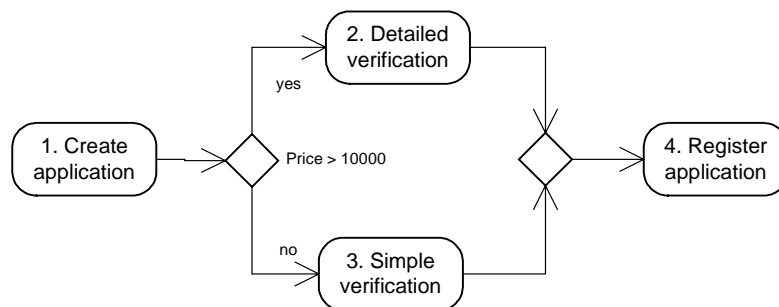 2. Detailed
verification
yes
1. Create
application
Price > 10000
4. Register
application
no
3. Simple
verification